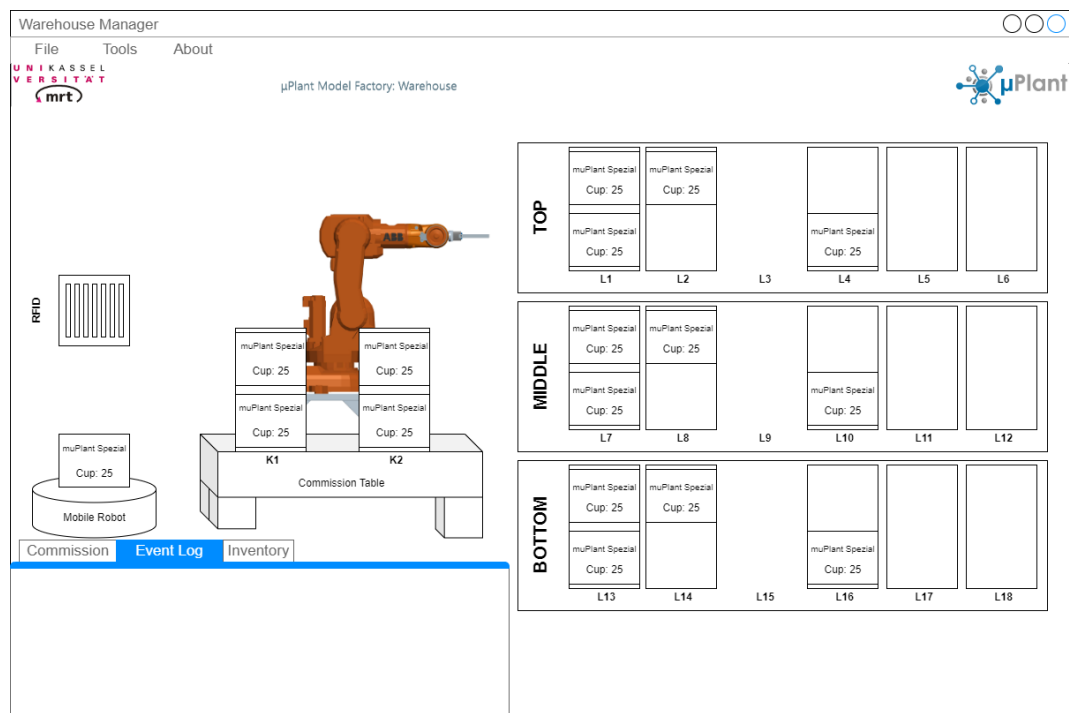 Warehouse Manager
File Tools About
UNIKASSEL
VERSITÄT
mrt
µPlant Model Factory: Warehouse
µPlant
RFID
ABB
muPlant Spezial
Cup: 25
muPlant Spezial
Cup: 25
muPlant Spezial
Cup: 25
muPlant Spezial
Cup: 25
K1 K2
Commission Table
muPlant Spezial
Cup: 25
Mobile Robot
Commission Event Log Inventory
TOP
muPlant Spezial muPlant Spezial
Cup: 25 Cup: 25
muPlant Spezial muPlant Spezial
Cup: 25 Cup: 25
L1 L2 L3 L4 L5 L6
MIDDLE
muPlant Spezial muPlant Spezial
Cup: 25 Cup: 25
muPlant Spezial muPlant Spezial
Cup: 25 Cup: 25
L7 L8 L9 L10 L11 L12
BOTTOM
muPlant Spezial muPlant Spezial
Cup: 25 Cup: 25
muPlant Spezial muPlant Spezial
Cup: 25 Cup: 25
L13 L14 L15 L16 L17 L18